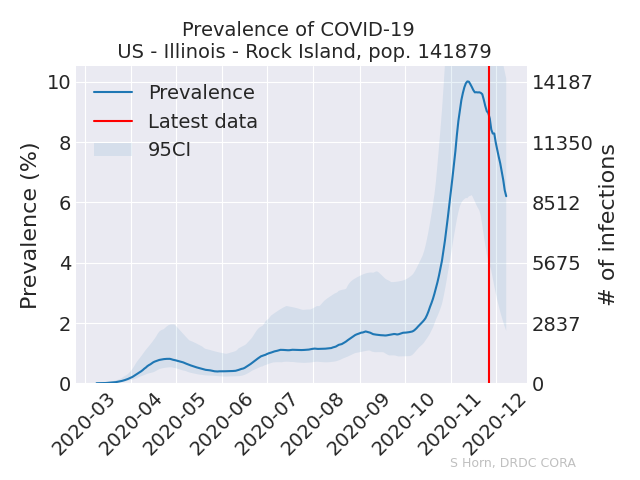 Prevalence of COVID-19
US - Illinois - Rock Island, pop. 141879
Prevalence
Latest data
95CI
Prevalence (%)
10
8
6
4
2
0
14187
11350
8512
5675
2837
0
# of infections
2020-03
2020-04
2020-05
2020-06
2020-07
2020-08
2020-09
2020-10
2020-11
2020-12
S Horn, DRDC CORA